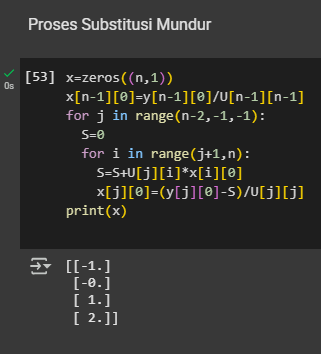 Proses Substitusi Mundur
[53] x=zeros((n,1))
x[n-1][0]=y[n-1][0]/U[n-1][n-1]
for j in range(n-2,-1,-1):
  S=0
  for i in range(j+1,n):
    S=S+U[j][i]*x[i][0]
    x[j][0]=(y[j][0]-S)/U[j][j]
print(x)
0s
[[-1.]
 [-0.]
 [ 1.]
 [ 2.]]